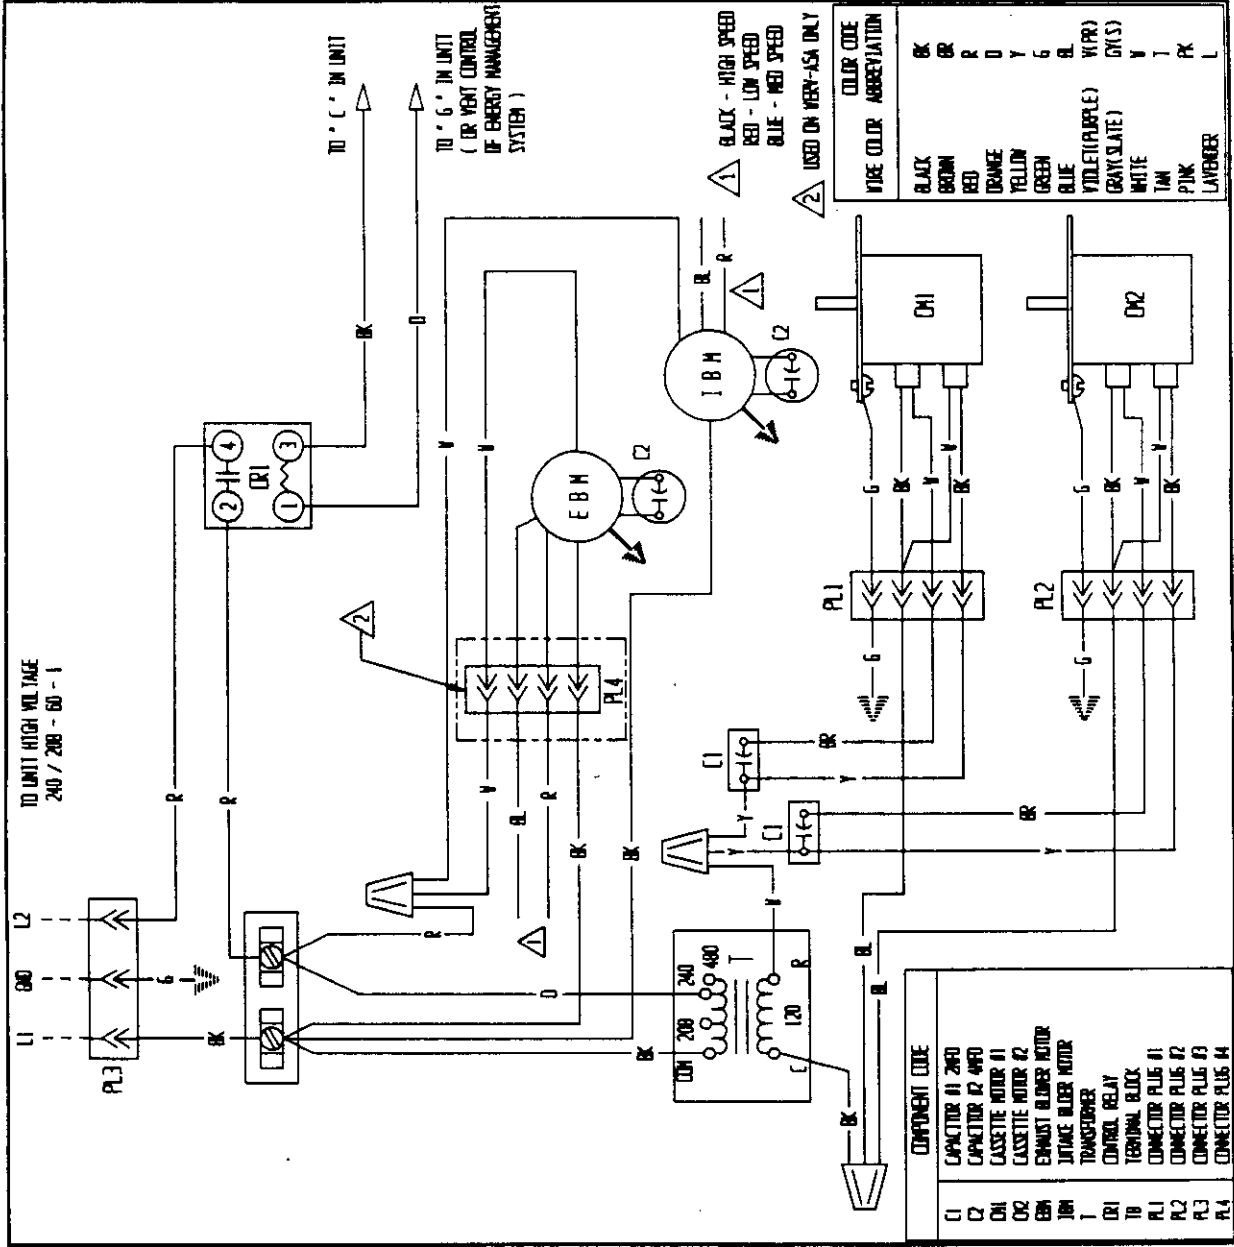 TO UNIT HIGH VOLTAGE
240 / 208 - 60 - 1
L1
GND
L2
PL3
G
BK
R
R
CR1
2
4
1
3
TO " C " IN UNIT
TO " G " IN UNIT
( OR VENT CONTROL
OF ENERGY MANAGEMENT
SYSTEM )
BK
O
W
W
R
2
PL4
W
BL
R
BK
BK
1
EBM
C2
IBM
C2
BL
R
1
1
BLACK - HIGH SPEED
RED - LOW SPEED
BLUE - MED SPEED
2
USED ON WERV-A5A ONLY
O
BK
COM
208
240
480
T
120
C
R
W
BK
BL
BL
C1
Y
BR
Y
C1
Y
BR
Y
PL1
G
G
BK
W
BK
W
CM1
PL2
G
G
BK
W
BK
W
CM2
COLOR CODE
WIRE COLOR ABBREVIATION
BLACK BK
BROWN BR
RED R
ORANGE O
YELLOW Y
GREEN G
BLUE BL
VIOLET(PURPLE) V(PR)
GRAY(SLATE) GY(S)
WHITE W
TAN T
PINK PK
LAVENDER L
COMPONENT CODE
C1 CAPACITOR #1 2MFD
C2 CAPACITOR #2 4MFD
CM1 CASSETTE MOTOR #1
CM2 CASSETTE MOTOR #2
EBM EXHAUST BLOWER MOTOR
IBM INTAKE BLOWER MOTOR
T TRANSFORMER
CR1 CONTROL RELAY
TB TERMINAL BLOCK
PL1 CONNECTOR PLUG #1
PL2 CONNECTOR PLUG #2
PL3 CONNECTOR PLUG #3
PL4 CONNECTOR PLUG #4